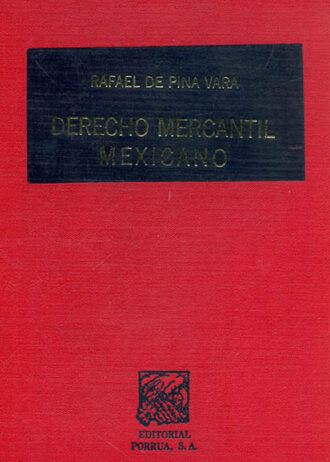 RAFAEL DE PINA VARA
DERECHO MERCANTIL
MEXICANO
EDITORIAL
PORRUA, S. A.